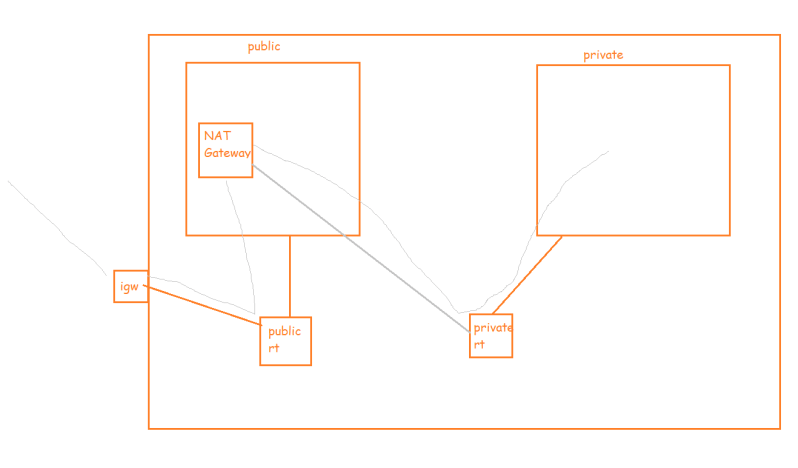 public
private
NAT
Gateway
igw
public
rt
private
rt